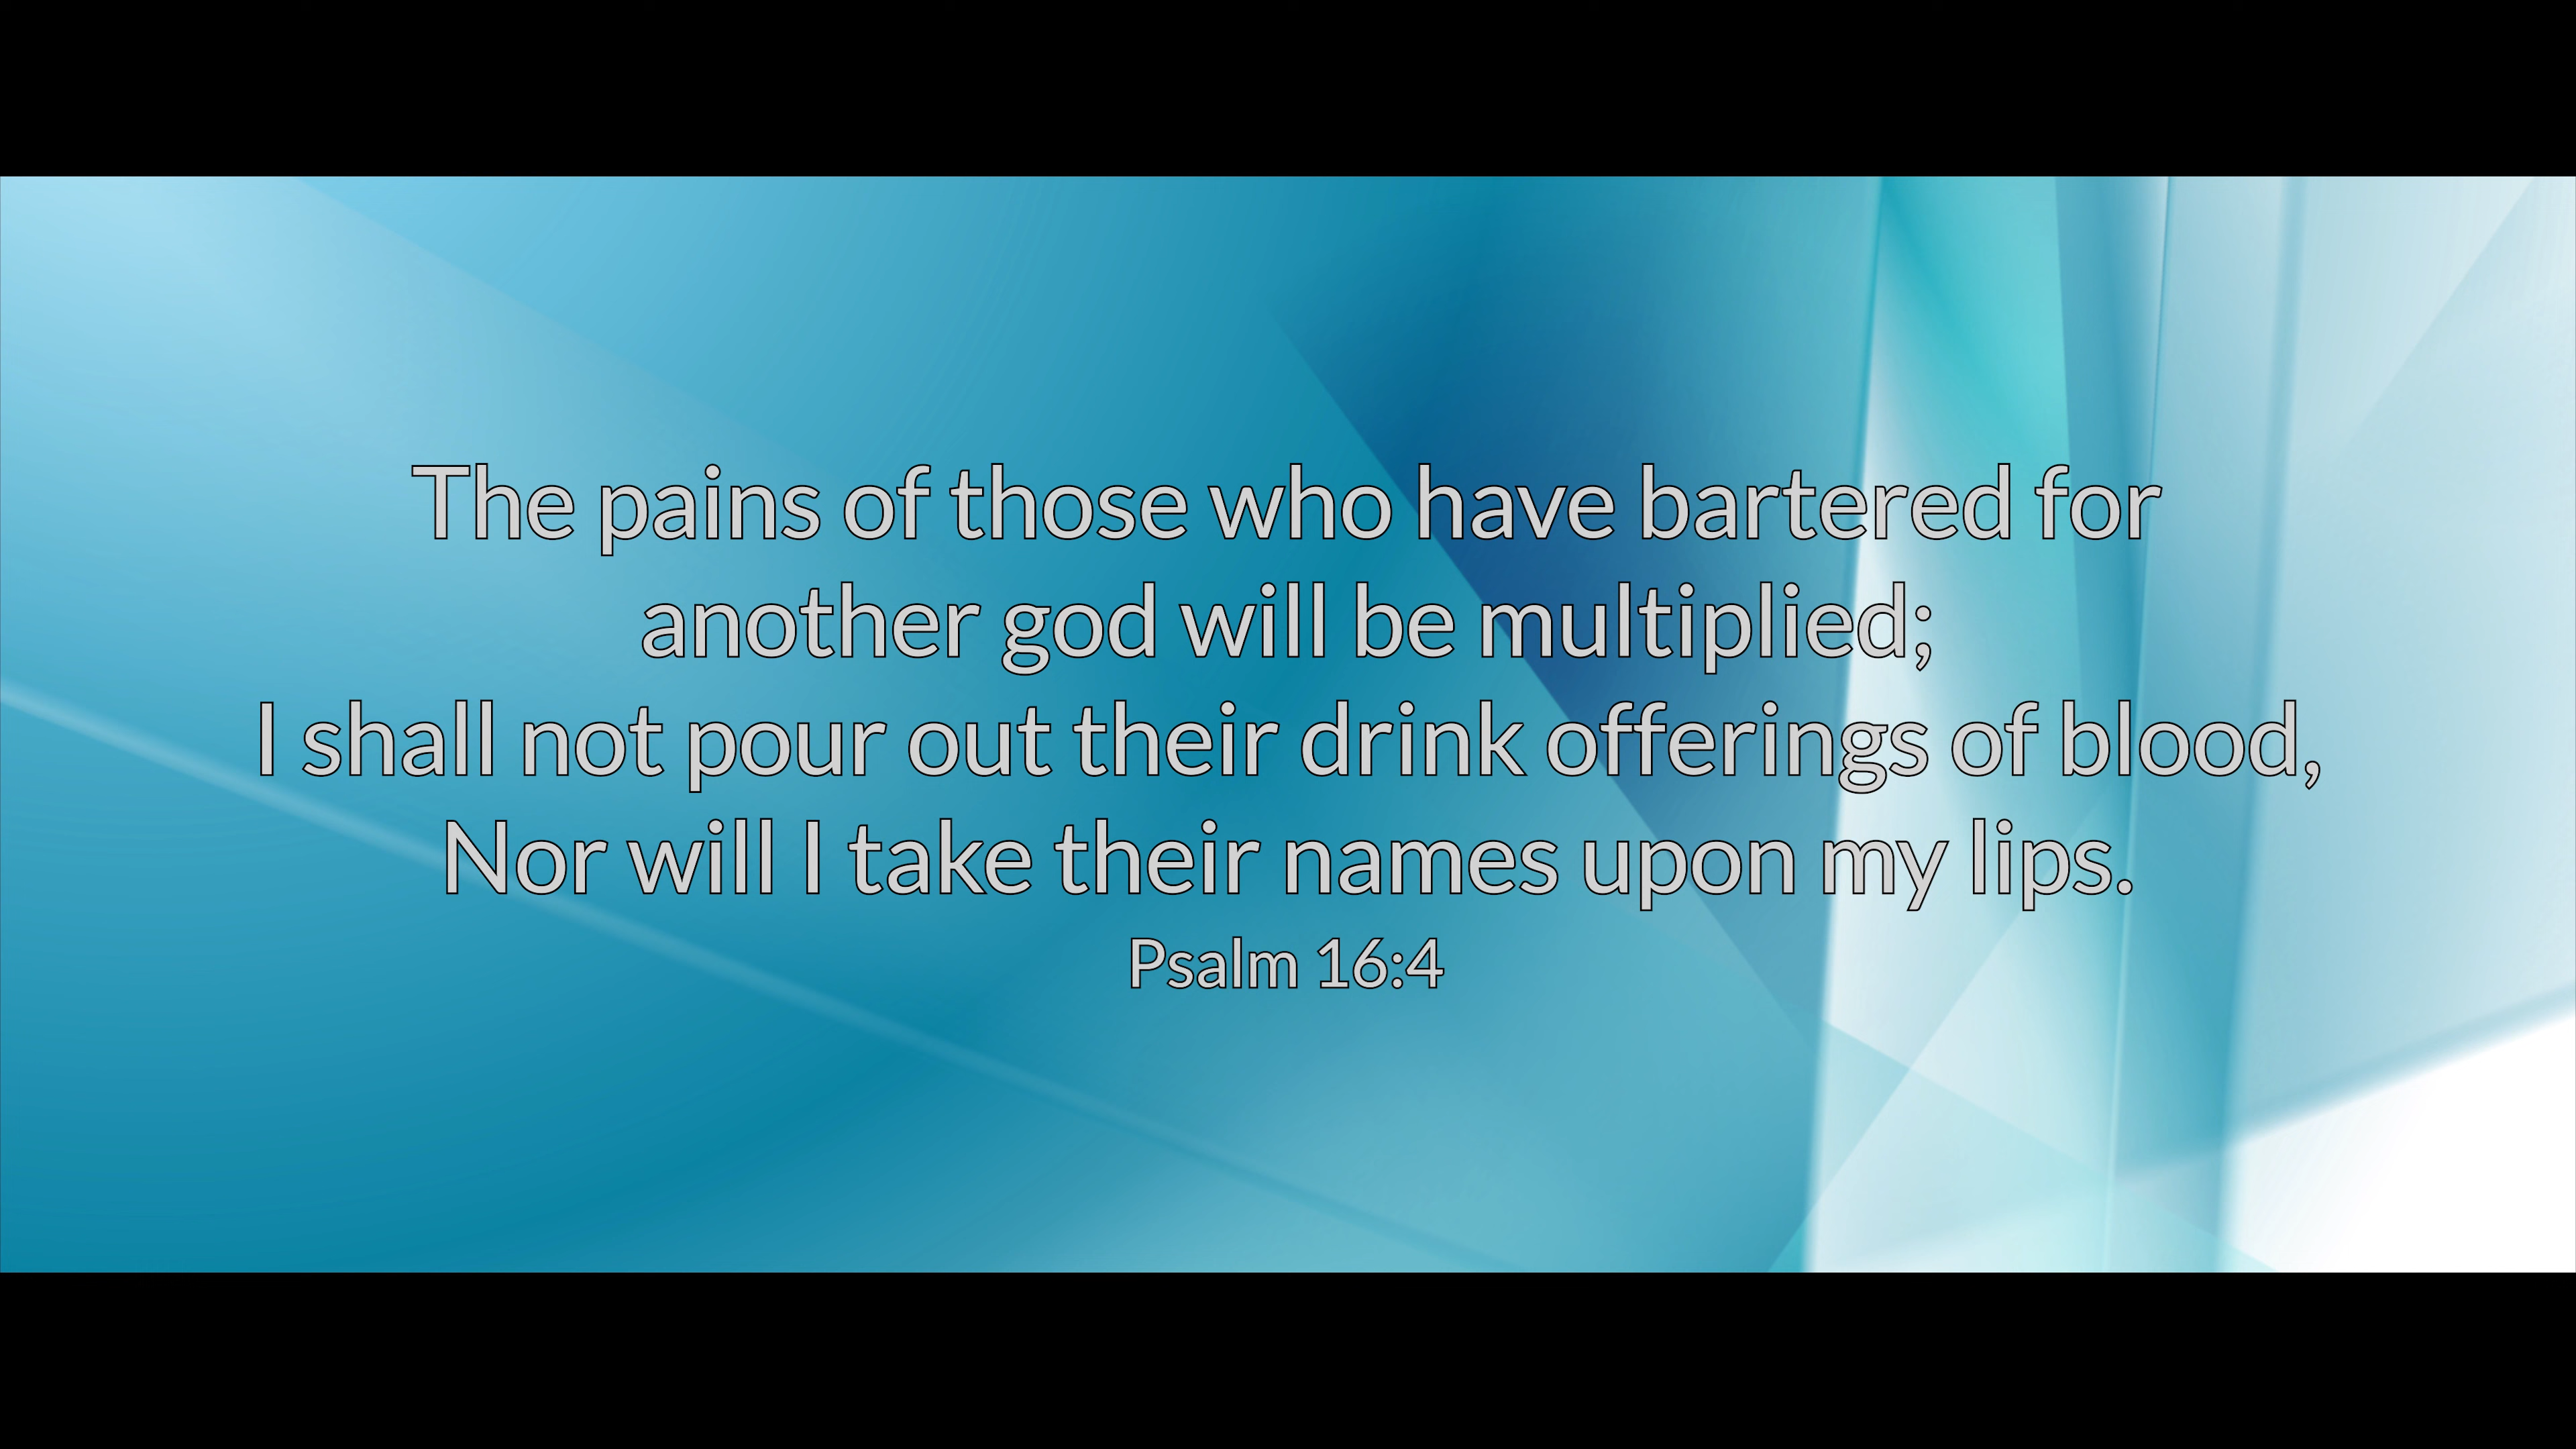 The pains of those who have bartered for
another god will be multiplied;
I shall not pour out their drink offerings of blood,
Nor will I take their names upon my lips.
Psalm 16:4